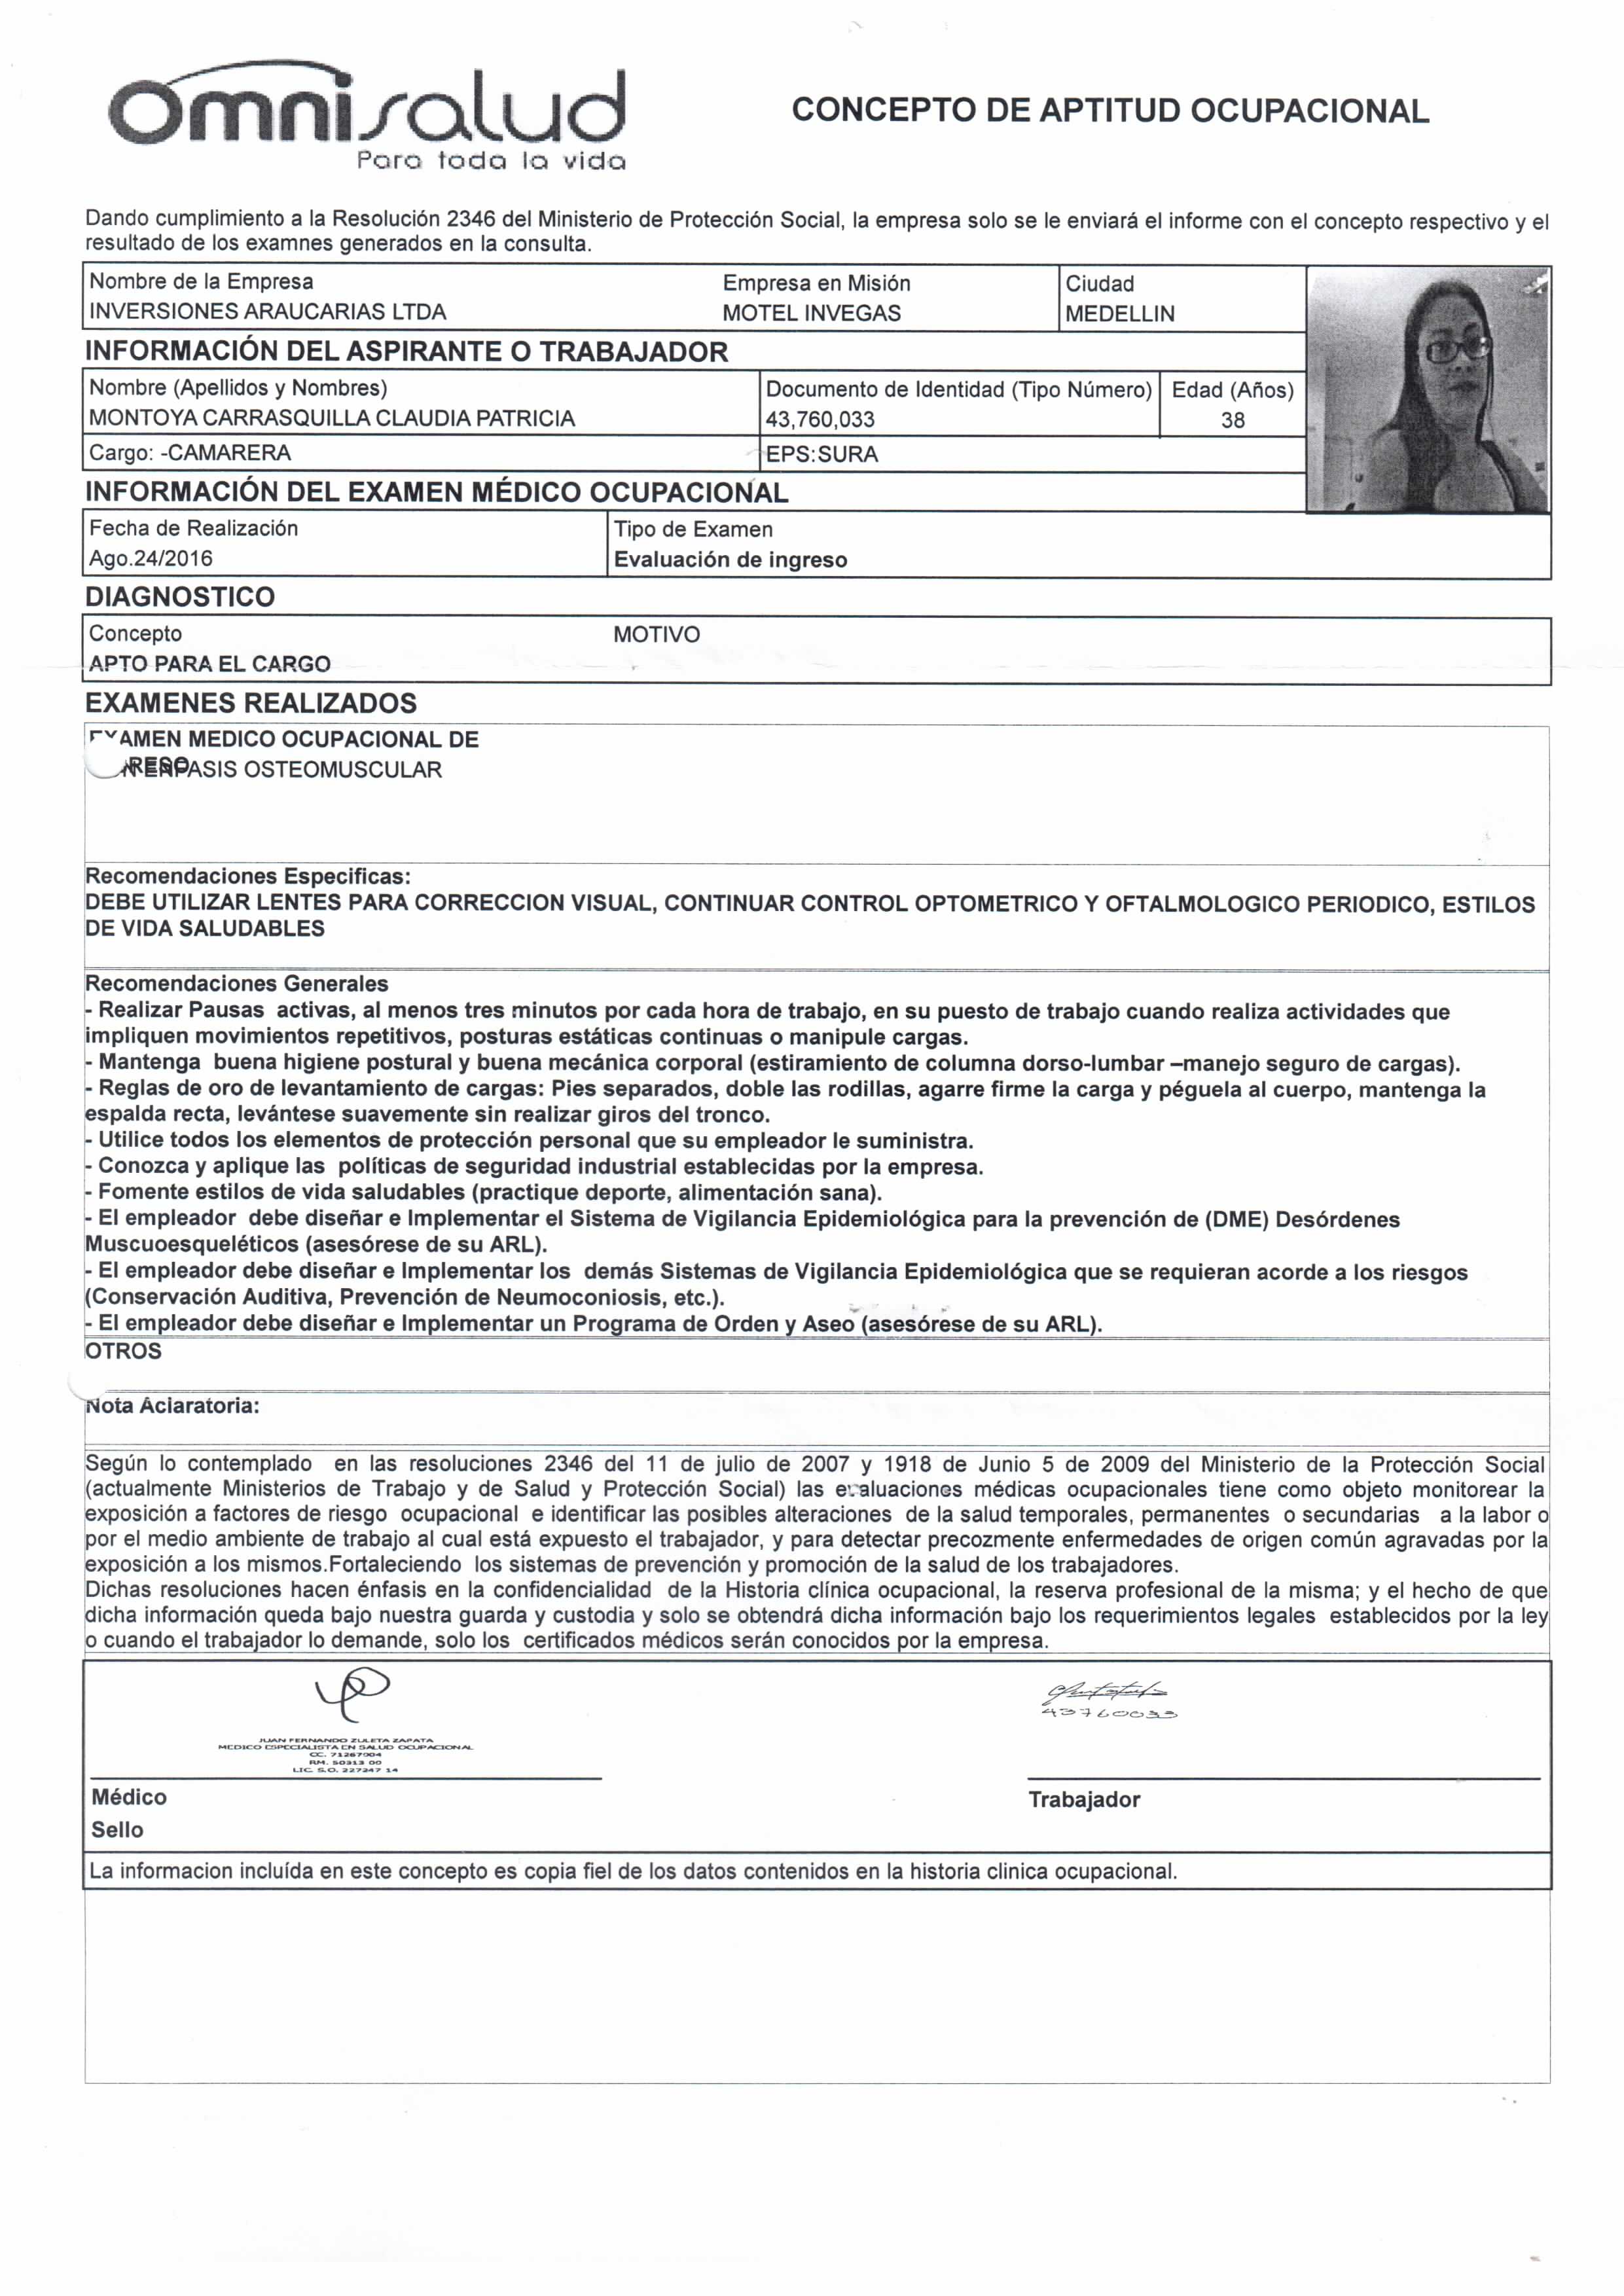 omnisalud
Para toda la vida
CONCEPTO DE APTITUD OCUPACIONAL
Dando cumplimiento a la Resolución 2346 del Ministerio de Protección Social, la empresa solo se le enviará el informe con el concepto respectivo y el
resultado de los examnes generados en la consulta.
Nombre de la Empresa Empresa en Misión Ciudad
INVERSIONES ARAUCARIAS LTDA MOTEL INVEGAS MEDELLIN
INFORMACIÓN DEL ASPIRANTE O TRABAJADOR
Nombre (Apellidos y Nombres) Documento de Identidad (Tipo Número) Edad (Años)
MONTOYA CARRASQUILLA CLAUDIA PATRICIA 43,760,033 38
Cargo: -CAMARERA EPS:SURA
INFORMACIÓN DEL EXAMEN MÉDICO OCUPACIONAL
Fecha de Realización Tipo de Examen
Ago.24/2016 Evaluación de ingreso
DIAGNOSTICO
Concepto MOTIVO
APTO PARA EL CARGO
EXAMENES REALIZADOS
EXAMEN MEDICO OCUPACIONAL DE
OSTEOMUSCULAR
Recomendaciones Especificas:
DEBE UTILIZAR LENTES PARA CORRECCION VISUAL, CONTINUAR CONTROL OPTOMETRICO Y OFTALMOLOGICO PERIODICO, ESTILOS
DE VIDA SALUDABLES
Recomendaciones Generales
- Realizar Pausas activas, al menos tres minutos por cada hora de trabajo, en su puesto de trabajo cuando realiza actividades que
impliquen movimientos repetitivos, posturas estáticas continuas o manipule cargas.
- Mantenga buena higiene postural y buena mecánica corporal (estiramiento de columna dorso-lumbar –manejo seguro de cargas).
- Reglas de oro de levantamiento de cargas: Pies separados, doble las rodillas, agarre firme la carga y péguela al cuerpo, mantenga la
espalda recta, levántese suavemente sin realizar giros del tronco.
- Utilice todos los elementos de protección personal que su empleador le suministra.
- Conozca y aplique las políticas de seguridad industrial establecidas por la empresa.
- Fomente estilos de vida saludables (practique deporte, alimentación sana).
- El empleador debe diseñar e Implementar el Sistema de Vigilancia Epidemiológica para la prevención de (DME) Desórdenes
Muscuoesqueléticos (asesórese de su ARL).
- El empleador debe diseñar e Implementar los demás Sistemas de Vigilancia Epidemiológica que se requieran acorde a los riesgos
(Conservación Auditiva, Prevención de Neumoconiosis, etc.).
- El empleador debe diseñar e Implementar un Programa de Orden y Aseo (asesórese de su ARL).
OTROS
Nota Aclaratoria:
Según lo contemplado en las resoluciones 2346 del 11 de julio de 2007 y 1918 de Junio 5 de 2009 del Ministerio de la Protección Social
(actualmente Ministerios de Trabajo y de Salud y Protección Social) las evaluaciones médicas ocupacionales tiene como objeto monitorear la
exposición a factores de riesgo ocupacional e identificar las posibles alteraciones de la salud temporales, permanentes o secundarias a la labor o
por el medio ambiente de trabajo al cual está expuesto el trabajador, y para detectar precozmente enfermedades de origen común agravadas por la
exposición a los mismos.Fortaleciendo los sistemas de prevención y promoción de la salud de los trabajadores.
Dichas resoluciones hacen énfasis en la confidencialidad de la Historia clínica ocupacional, la reserva profesional de la misma; y el hecho de que
dicha información queda bajo nuestra guarda y custodia y solo se obtendrá dicha información bajo los requerimientos legales establecidos por la ley
o cuando el trabajador lo demande, solo los certificados médicos serán conocidos por la empresa.
43760033
JUAN FERNANDO ZULETA ZAPATA
MEDICO ESPECIALISTA EN SALUD OCUPACIONAL
CC. 71267004
RM. 50313 00
LIC. S.O. 227247 14
Médico Trabajador
Sello
La informacion incluída en este concepto es copia fiel de los datos contenidos en la historia clinica ocupacional.